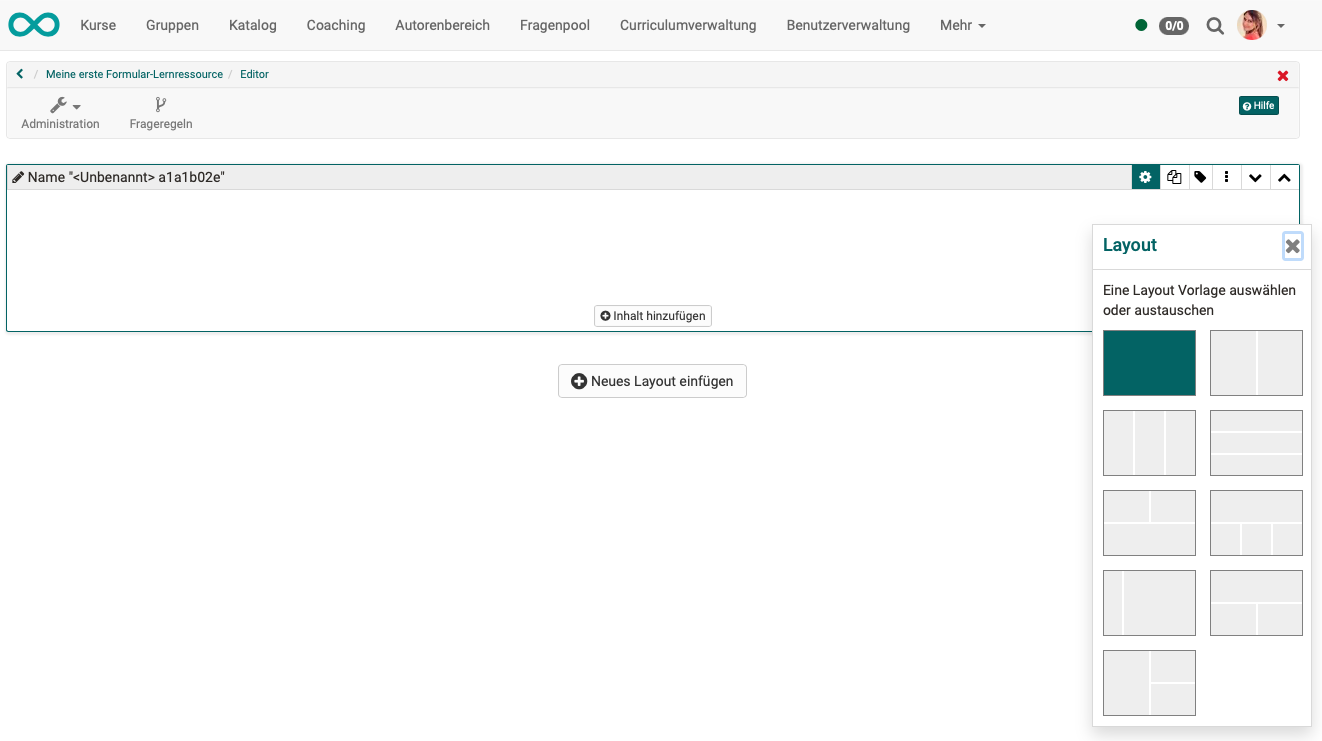 Kurse Gruppen Katalog Coaching Autorenbereich Fragenpool Curriculumverwaltung Benutzerverwaltung Mehr 0/0
/ Meine erste Formular-Lernressource / Editor
Administration Frageregeln Hilfe
Name "<Unbenannt> a1a1b02e"
Layout
Eine Layout Vorlage auswählen
oder austauschen
Inhalt hinzufügen
Neues Layout einfügen